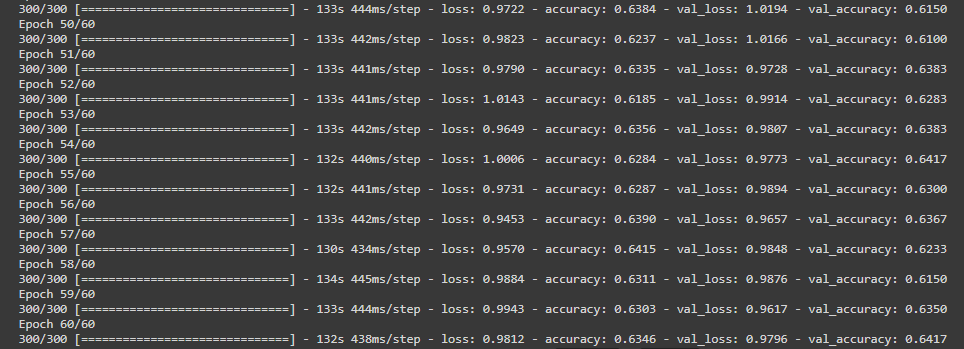 300/300 [==============================] - 133s 444ms/step - loss: 0.9722 - accuracy: 0.6384 - val_loss: 1.0194 - val_accuracy: 0.6150
Epoch 50/60
300/300 [==============================] - 133s 442ms/step - loss: 0.9823 - accuracy: 0.6237 - val_loss: 1.0166 - val_accuracy: 0.6100
Epoch 51/60
300/300 [==============================] - 133s 441ms/step - loss: 0.9790 - accuracy: 0.6335 - val_loss: 0.9728 - val_accuracy: 0.6383
Epoch 52/60
300/300 [==============================] - 133s 441ms/step - loss: 1.0143 - accuracy: 0.6185 - val_loss: 0.9914 - val_accuracy: 0.6283
Epoch 53/60
300/300 [==============================] - 133s 442ms/step - loss: 0.9649 - accuracy: 0.6356 - val_loss: 0.9807 - val_accuracy: 0.6383
Epoch 54/60
300/300 [==============================] - 132s 440ms/step - loss: 1.0006 - accuracy: 0.6284 - val_loss: 0.9773 - val_accuracy: 0.6417
Epoch 55/60
300/300 [==============================] - 132s 441ms/step - loss: 0.9731 - accuracy: 0.6287 - val_loss: 0.9894 - val_accuracy: 0.6300
Epoch 56/60
300/300 [==============================] - 133s 442ms/step - loss: 0.9453 - accuracy: 0.6390 - val_loss: 0.9657 - val_accuracy: 0.6367
Epoch 57/60
300/300 [==============================] - 130s 434ms/step - loss: 0.9570 - accuracy: 0.6415 - val_loss: 0.9848 - val_accuracy: 0.6233
Epoch 58/60
300/300 [==============================] - 134s 445ms/step - loss: 0.9884 - accuracy: 0.6311 - val_loss: 0.9876 - val_accuracy: 0.6150
Epoch 59/60
300/300 [==============================] - 133s 444ms/step - loss: 0.9943 - accuracy: 0.6303 - val_loss: 0.9617 - val_accuracy: 0.6350
Epoch 60/60
300/300 [==============================] - 132s 438ms/step - loss: 0.9812 - accuracy: 0.6346 - val_loss: 0.9796 - val_accuracy: 0.6417